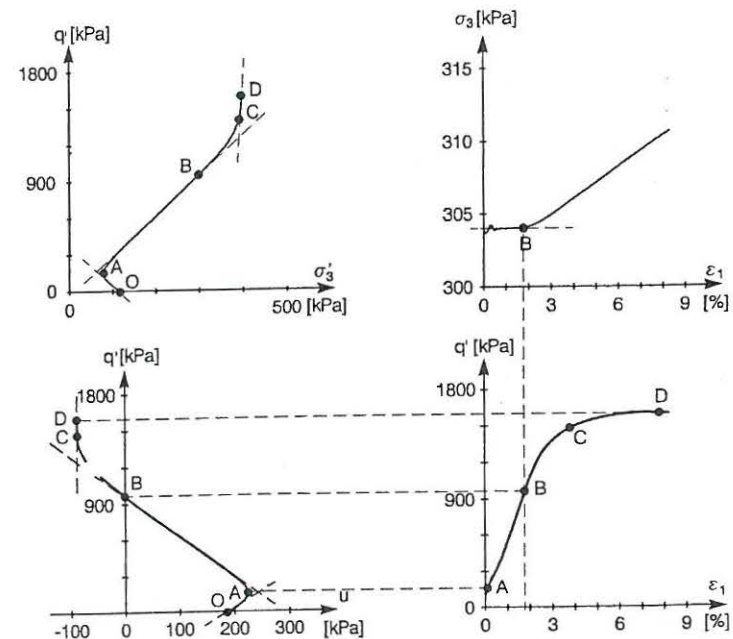 q' [kPa]
1800
D
C
B
900
A
O
0
σ₃'
0
500 [kPa]
σ₃ [kPa]
315
310
305
B
300
ε₁
0
3
6
9
[%]
q' [kPa]
1800
D
C
B
900
A
O
u
-100
0
100
200
300
[kPa]
q' [kPa]
1800
D
C
900
B
A
0
ε₁
0
3
6
9
[%]